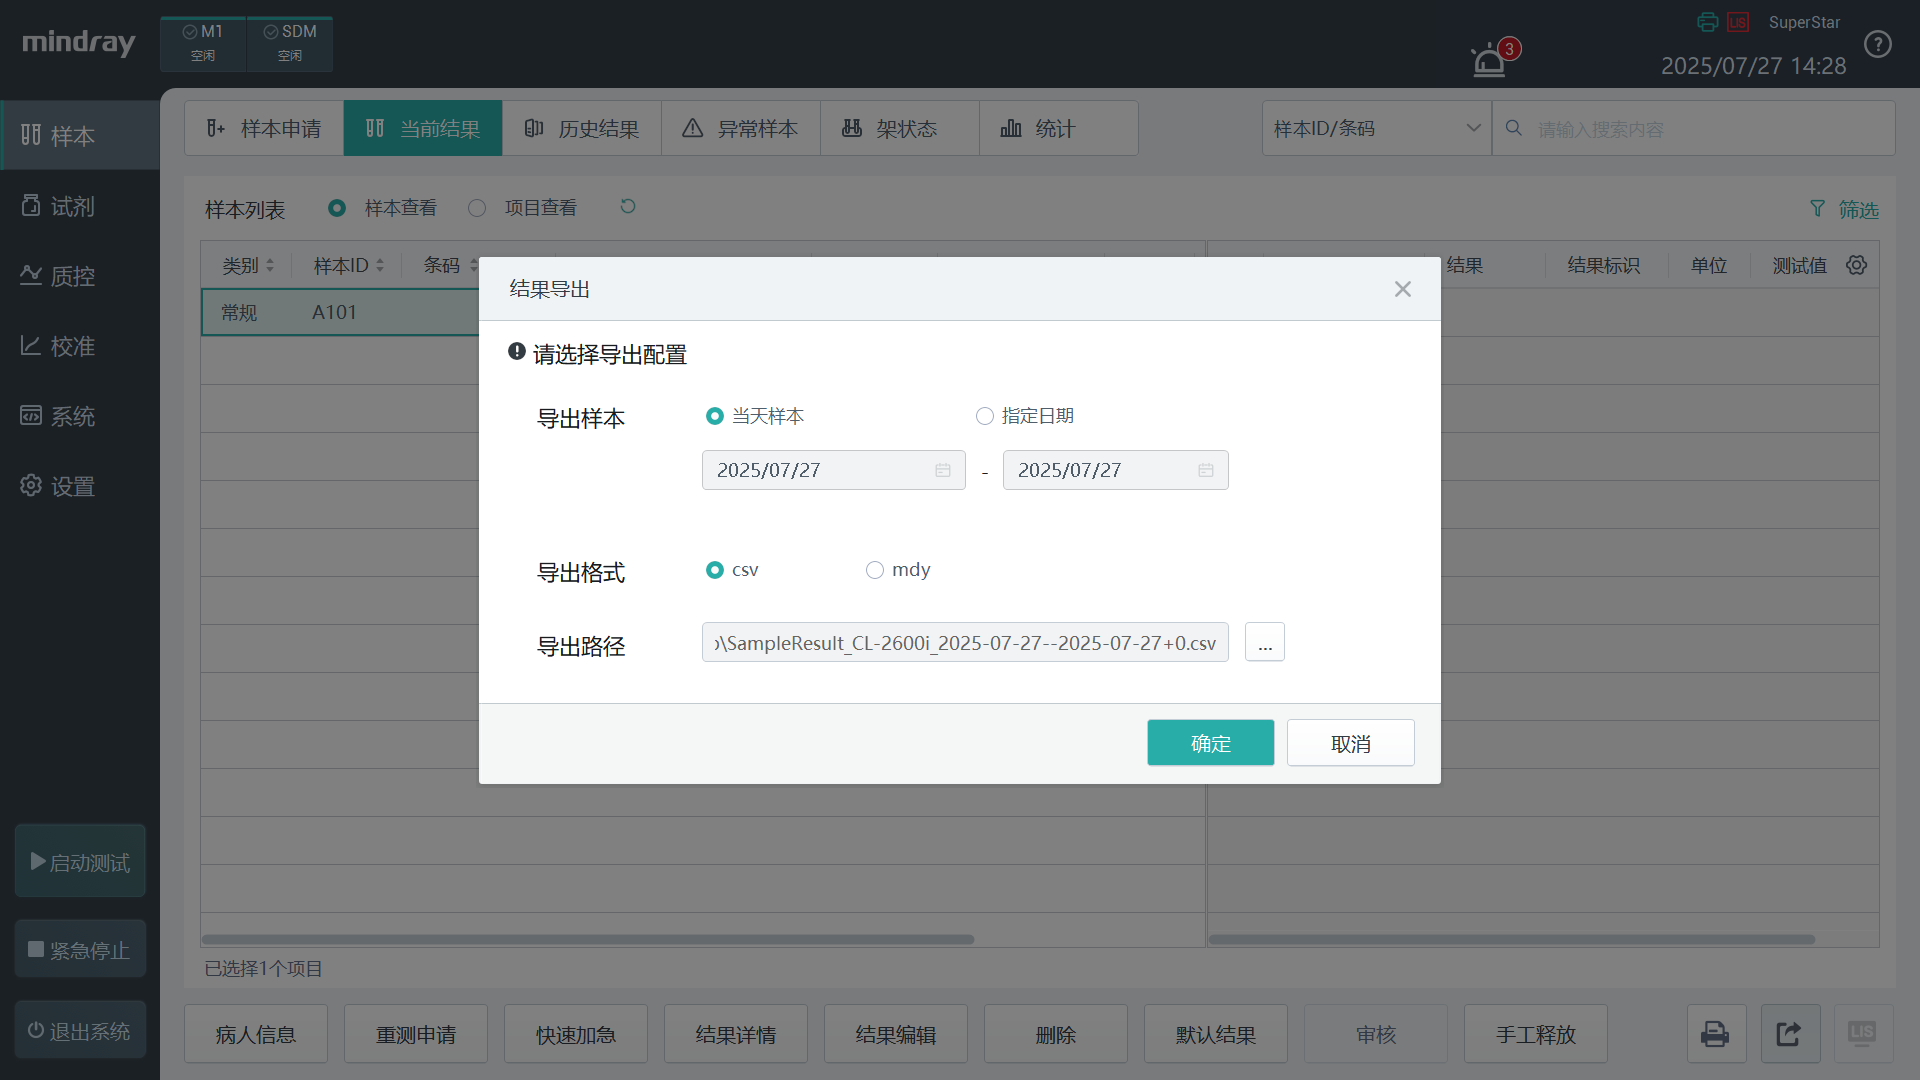 mindray
M1
空闲
SDM
空闲
3
LIS
SuperStar
2025/07/27 14:28
?
样本
试剂
质控
校准
系统
设置
启动测试
紧急停止
退出系统
样本申请
当前结果
历史结果
异常样本
架状态
统计
样本ID/条码
请输入搜索内容
样本列表
样本查看
项目查看
筛选
类别
样本ID
条码
结果
结果标识
单位
测试值
常规
A101
结果导出
请选择导出配置
导出样本
当天样本
指定日期
2025/07/27
-
2025/07/27
导出格式
csv
mdy
导出路径
\SampleResult_CL-2600i_2025-07-27--2025-07-27+0.csv
...
确定
取消
已选择1个项目
病人信息
重测申请
快速加急
结果详情
结果编辑
删除
默认结果
审核
手工释放
LIS